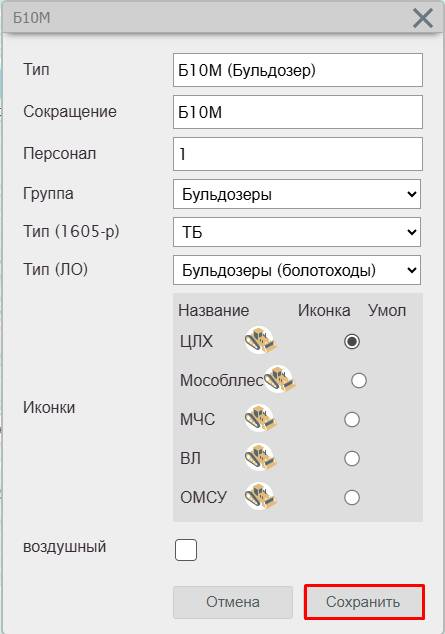 Б10М
Тип Б10М (Бульдозер)
Сокращение Б10М
Персонал 1
Группа Бульдозеры
Тип (1605-р) ТБ
Тип (ЛО) Бульдозеры (болотоходы)
Название Иконка Умол
ЦЛХ
Мособллес
Иконки
МЧС
ВЛ
ОМСУ
воздушный
Отмена Сохранить